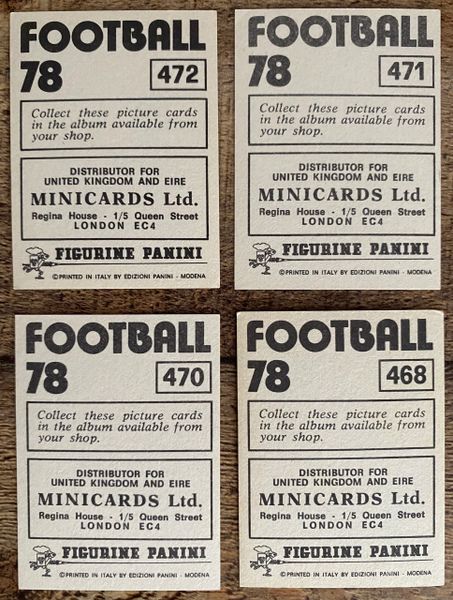 FOOTBALL
78 472
Collect these picture cards
in the album available from
your shop.
DISTRIBUTOR FOR
UNITED KINGDOM AND EIRE
MINICARDS Ltd.
Regina House - 1/5 Queen Street
LONDON EC4
FIGURINE PANINI
©PRINTED IN ITALY BY EDIZIONI PANINI - MODENA
FOOTBALL
78 471
Collect these picture cards
in the album available from
your shop.
DISTRIBUTOR FOR
UNITED KINGDOM AND EIRE
MINICARDS Ltd.
Regina House - 1/5 Queen Street
LONDON EC4
FIGURINE PANINI
©PRINTED IN ITALY BY EDIZIONI PANINI - MODENA
FOOTBALL
78 470
Collect these picture cards
in the album available from
your shop.
DISTRIBUTOR FOR
UNITED KINGDOM AND EIRE
MINICARDS Ltd.
Regina House - 1/5 Queen Street
LONDON EC4
FIGURINE PANINI
©PRINTED IN ITALY BY EDIZIONI PANINI - MODENA
FOOTBALL
78 468
Collect these picture cards
in the album available from
your shop.
DISTRIBUTOR FOR
UNITED KINGDOM AND EIRE
MINICARDS Ltd.
Regina House - 1/5 Queen Street
LONDON EC4
FIGURINE PANINI
©PRINTED IN ITALY BY EDIZIONI PANINI - MODENA